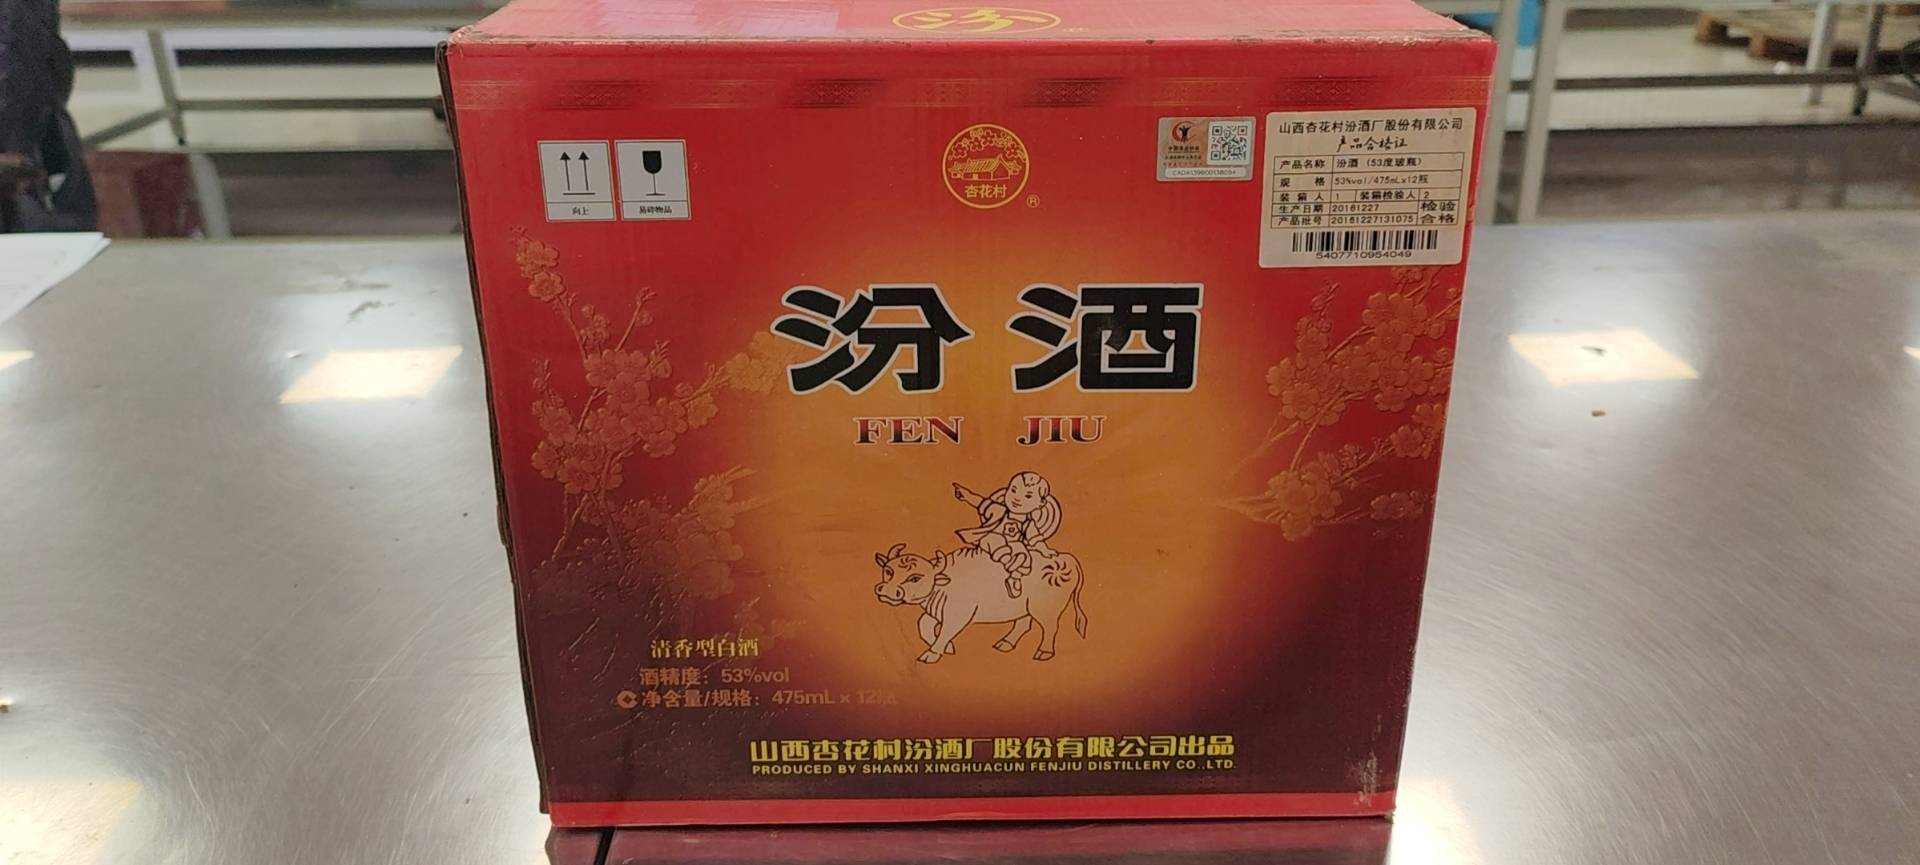 汾
杏花村
®
向上
易碎物品
CADA139600138094
山西杏花村汾酒厂股份有限公司
产品合格证
产品名称 汾酒（53度玻瓶）
规 格 53%vol/475mL×12瓶
装箱人 1 装箱检验人 2
生产日期 20161227 检验
产品批号 20161227131075 合格
5407710954049
汾酒
FEN JIU
清香型白酒
酒精度：53%vol
净含量/规格：475mL×12瓶
山西杏花村汾酒厂股份有限公司出品
PRODUCED BY SHANXI XINGHUACUN FENJIU DISTILLERY CO.,LTD.